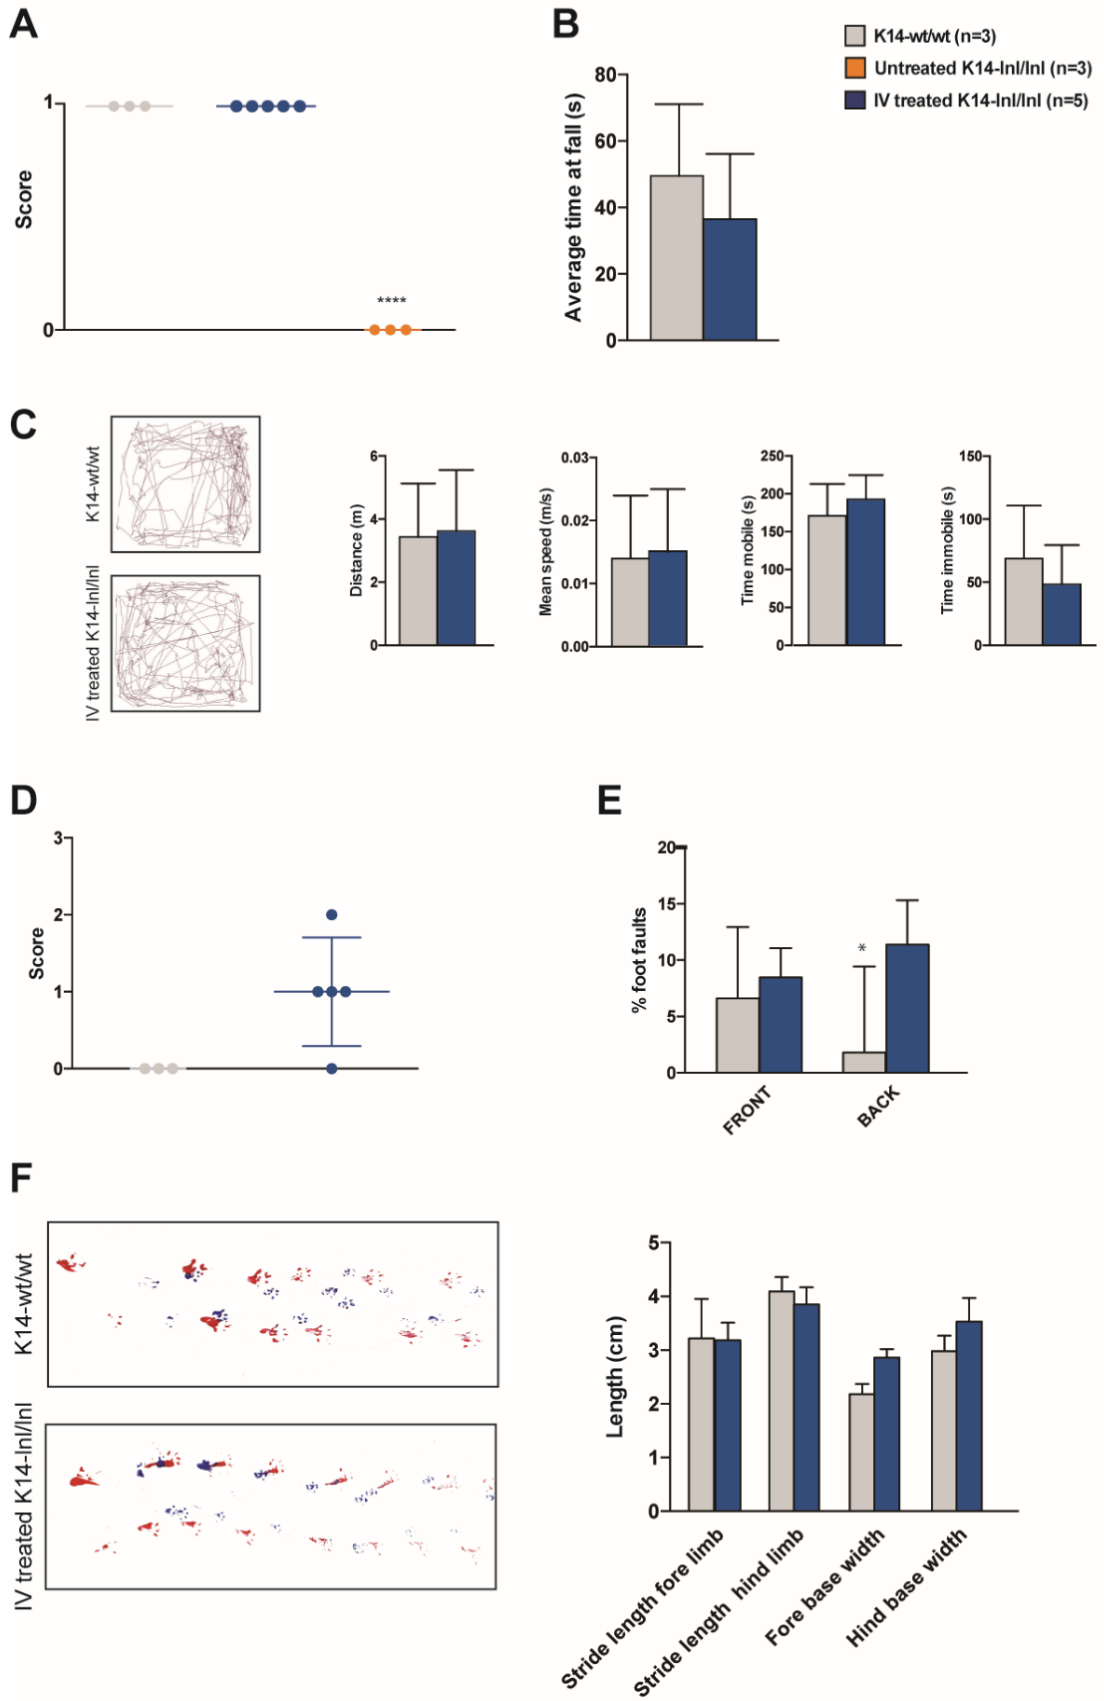 A
B
K14-wt/wt (n=3)
Untreated K14-lnl/lnl (n=3)
IV treated K14-lnl/lnl (n=5)
Score
1
0
****
Average time at fall (s)
80
60
40
20
0
C
K14-wt/wt
IV treated K14-lnl/lnl
Distance (m)
6
4
2
0
Mean speed (m/s)
0.03
0.02
0.01
0.00
Time mobile (s)
250
200
150
100
50
0
Time immobile (s)
150
100
50
0
D
Score
3
2
1
0
E
% foot faults
20
15
10
5
0
*
FRONT
BACK
F
K14-wt/wt
IV treated K14-lnl/lnl
Length (cm)
5
4
3
2
1
0
Stride length fore limb
Stride length hind limb
Fore base width
Hind base width